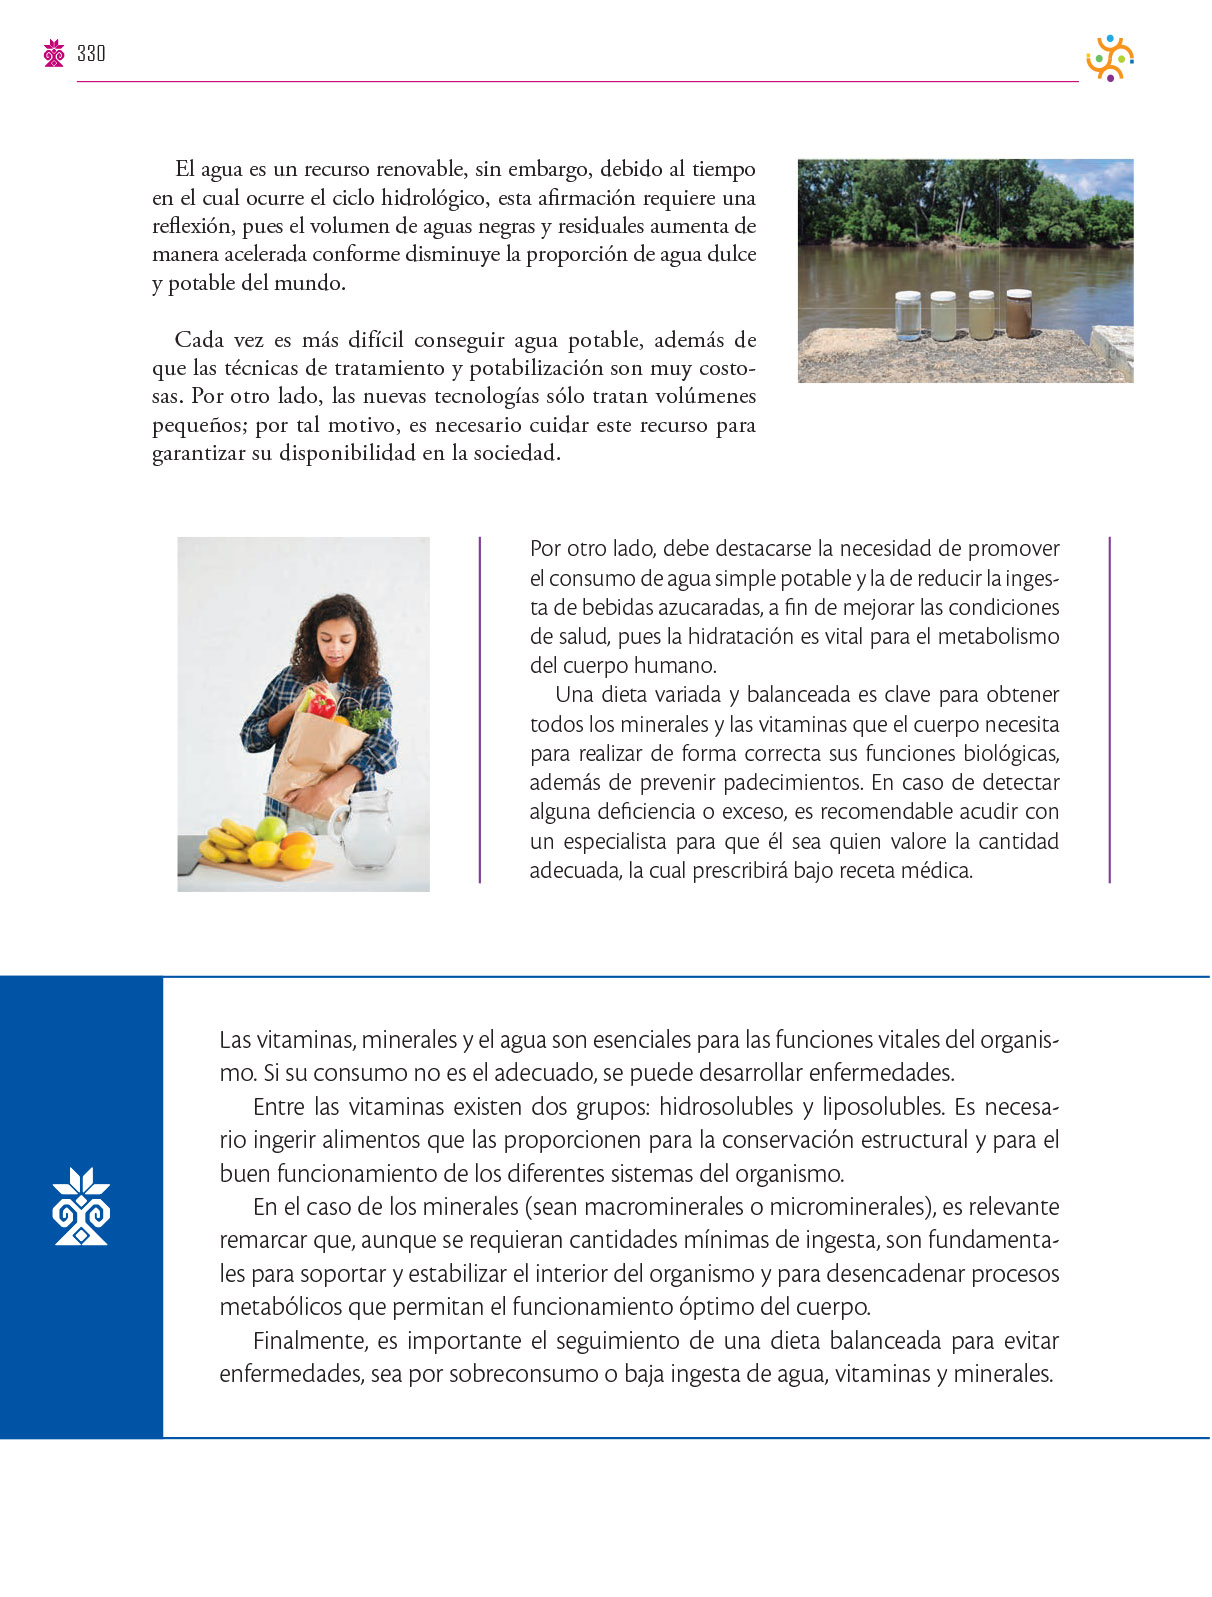 330
El agua es un recurso renovable, sin embargo, debido al tiempo
en el cual ocurre el ciclo hidrológico, esta afirmación requiere una
reflexión, pues el volumen de aguas negras y residuales aumenta de
manera acelerada conforme disminuye la proporción de agua dulce
y potable del mundo.
Cada vez es más difícil conseguir agua potable, además de
que las técnicas de tratamiento y potabilización son muy costo-
sas. Por otro lado, las nuevas tecnologías sólo tratan volúmenes
pequeños; por tal motivo, es necesario cuidar este recurso para
garantizar su disponibilidad en la sociedad.
Por otro lado, debe destacarse la necesidad de promover
el consumo de agua simple potable y la de reducir la inges-
ta de bebidas azucaradas, a fin de mejorar las condiciones
de salud, pues la hidratación es vital para el metabolismo
del cuerpo humano.
Una dieta variada y balanceada es clave para obtener
todos los minerales y las vitaminas que el cuerpo necesita
para realizar de forma correcta sus funciones biológicas,
además de prevenir padecimientos. En caso de detectar
alguna deficiencia o exceso, es recomendable acudir con
un especialista para que él sea quien valore la cantidad
adecuada, la cual prescribirá bajo receta médica.
Las vitaminas, minerales y el agua son esenciales para las funciones vitales del organis-
mo. Si su consumo no es el adecuado, se puede desarrollar enfermedades.
Entre las vitaminas existen dos grupos: hidrosolubles y liposolubles. Es necesa-
rio ingerir alimentos que las proporcionen para la conservación estructural y para el
buen funcionamiento de los diferentes sistemas del organismo.
En el caso de los minerales (sean macrominerales o microminerales), es relevante
remarcar que, aunque se requieran cantidades mínimas de ingesta, son fundamenta-
les para soportar y estabilizar el interior del organismo y para desencadenar procesos
metabólicos que permitan el funcionamiento óptimo del cuerpo.
Finalmente, es importante el seguimiento de una dieta balanceada para evitar
enfermedades, sea por sobreconsumo o baja ingesta de agua, vitaminas y minerales.